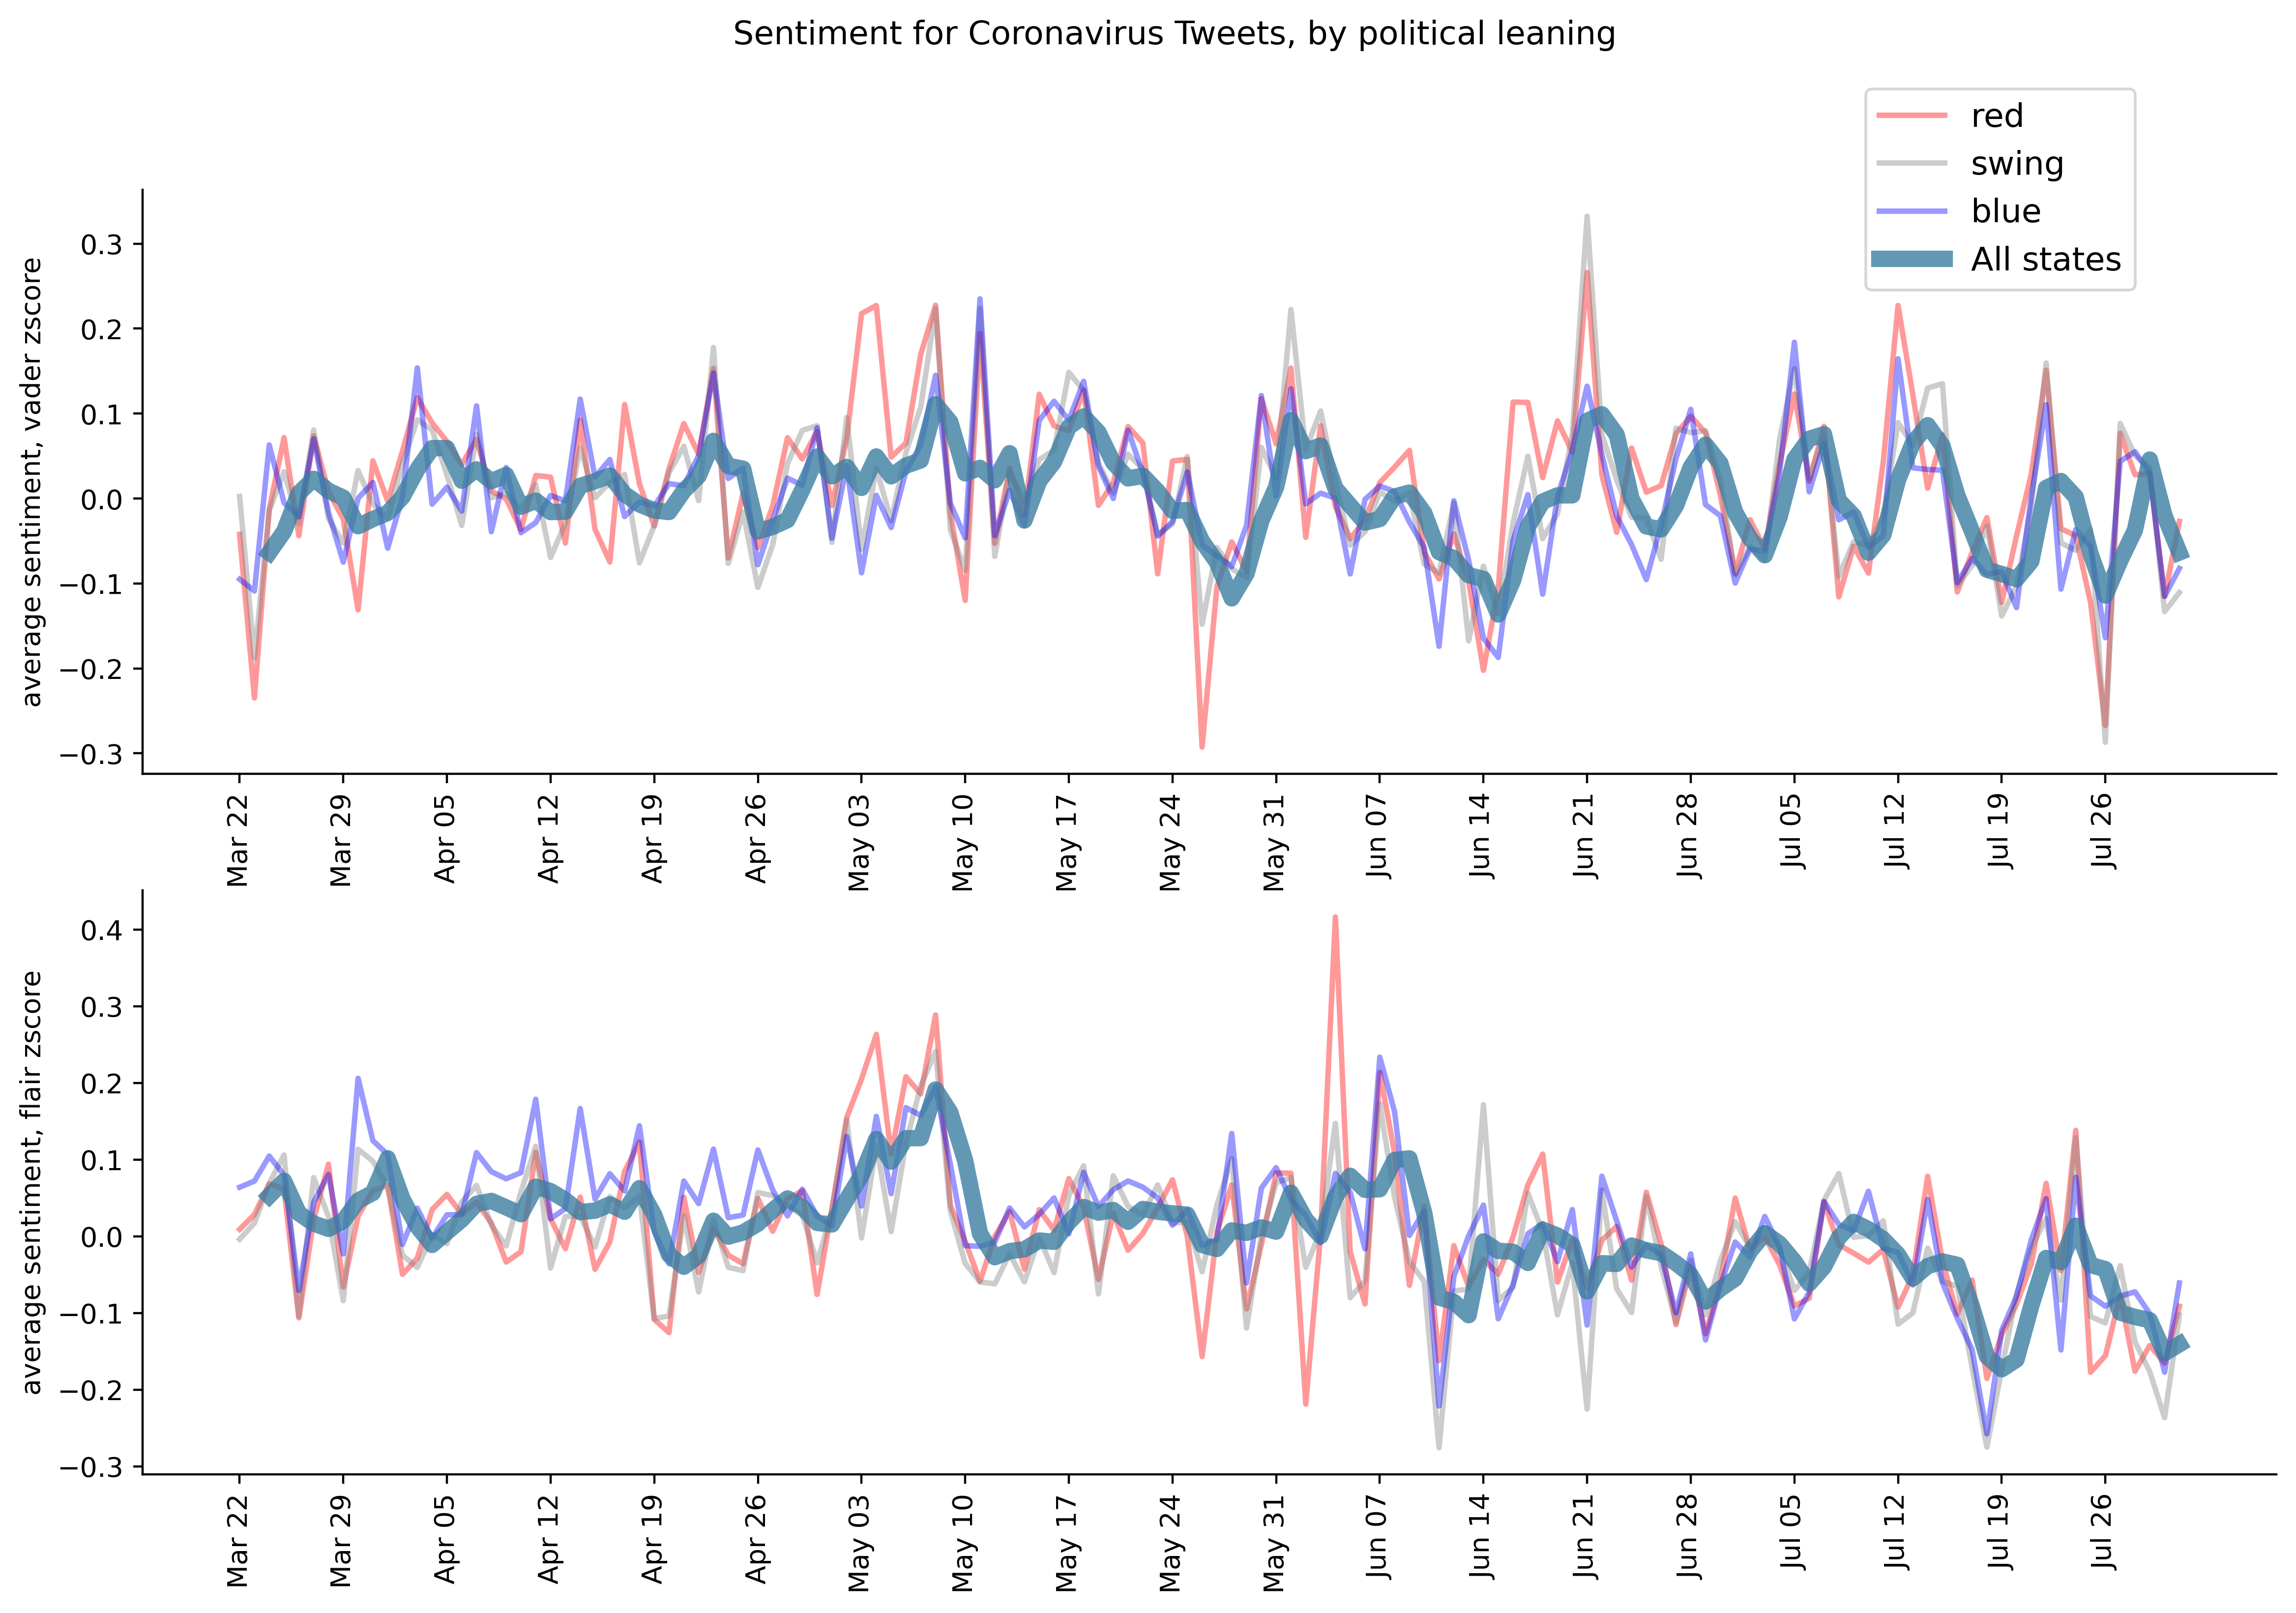 Sentiment for Coronavirus Tweets, by political leaning
red
swing
blue
All states
average sentiment, vader zscore
0.3
0.2
0.1
0.0
−0.1
−0.2
−0.3
Mar 22
Mar 29
Apr 05
Apr 12
Apr 19
Apr 26
May 03
May 10
May 17
May 24
May 31
Jun 07
Jun 14
Jun 21
Jun 28
Jul 05
Jul 12
Jul 19
Jul 26
average sentiment, flair zscore
0.4
0.3
0.2
0.1
0.0
−0.1
−0.2
−0.3
Mar 22
Mar 29
Apr 05
Apr 12
Apr 19
Apr 26
May 03
May 10
May 17
May 24
May 31
Jun 07
Jun 14
Jun 21
Jun 28
Jul 05
Jul 12
Jul 19
Jul 26